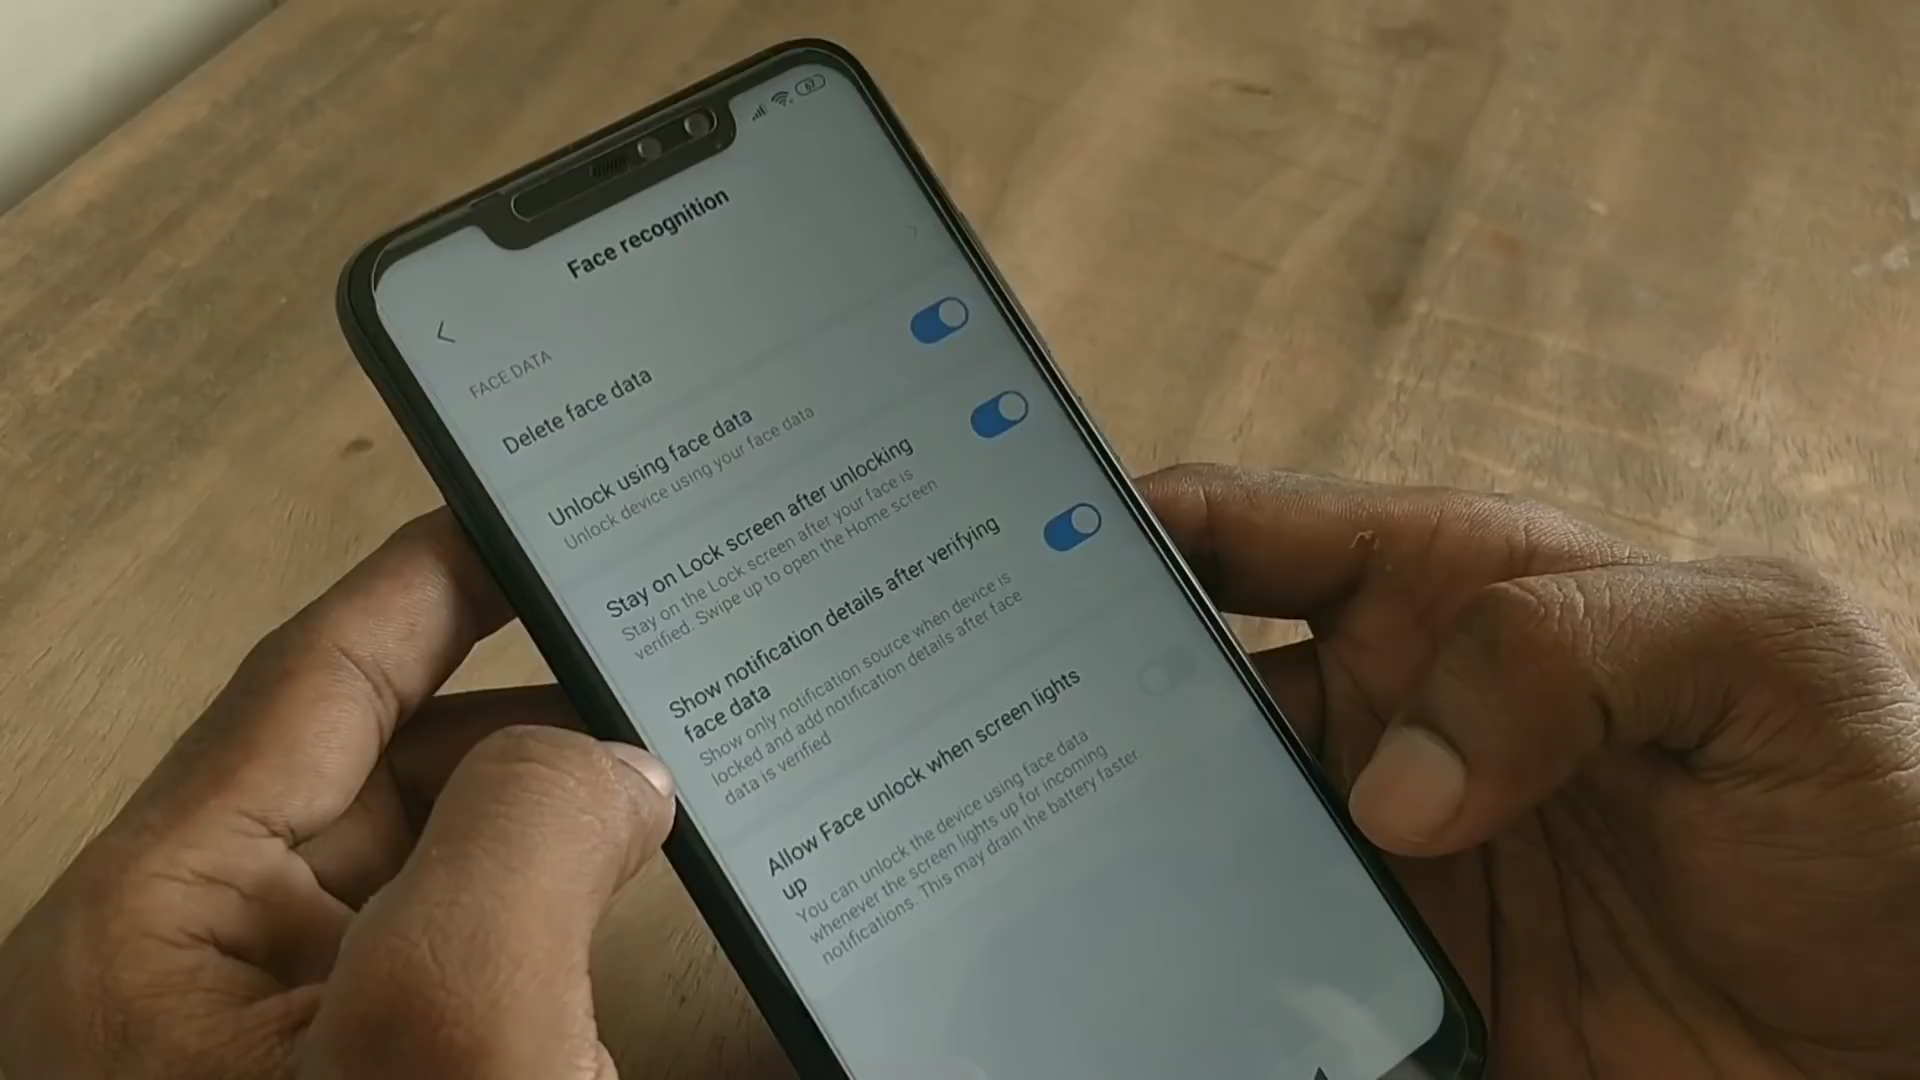 67
Face recognition
FACE DATA
Delete face data
Unlock using face data
Unlock device using your face data
Stay on Lock screen after unlocking
Stay on the Lock screen after your face is
verified. Swipe up to open the Home screen
Show notification details after verifying
face data
Show only notification source when device is
locked and add notification details after face
data is verified
Allow Face unlock when screen lights
up
You can unlock the device using face data
whenever the screen lights up for incoming
notifications. This may drain the battery faster